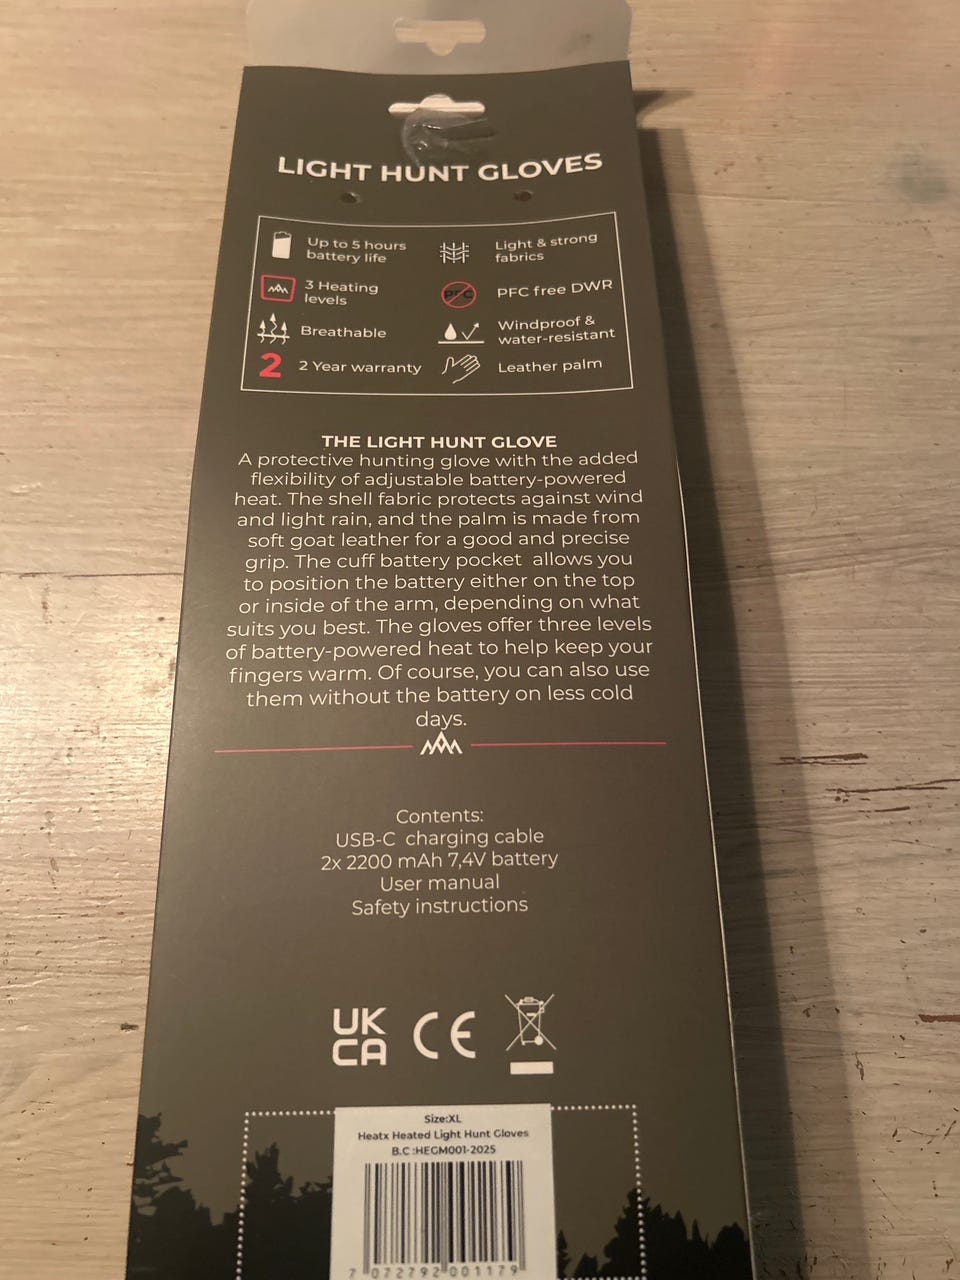 LIGHT HUNT GLOVES
Up to 5 hours
battery life
Light & strong
fabrics
3 Heating
levels
PFC
PFC free DWR
Breathable
Windproof &
water-resistant
2
2 Year warranty
Leather palm
THE LIGHT HUNT GLOVE
A protective hunting glove with the added
flexibility of adjustable battery-powered
heat. The shell fabric protects against wind
and light rain, and the palm is made from
soft goat leather for a good and precise
grip. The cuff battery pocket allows you
to position the battery either on the top
or inside of the arm, depending on what
suits you best. The gloves offer three levels
of battery-powered heat to help keep your
fingers warm. Of course, you can also use
them without the battery on less cold
days.
Contents:
USB-C charging cable
2x 2200 mAh 7,4V battery
User manual
Safety instructions
UK
CA
CE
Size:XL
Heatx Heated Light Hunt Gloves
B.C :HEGM001-2025
7 072792 001179